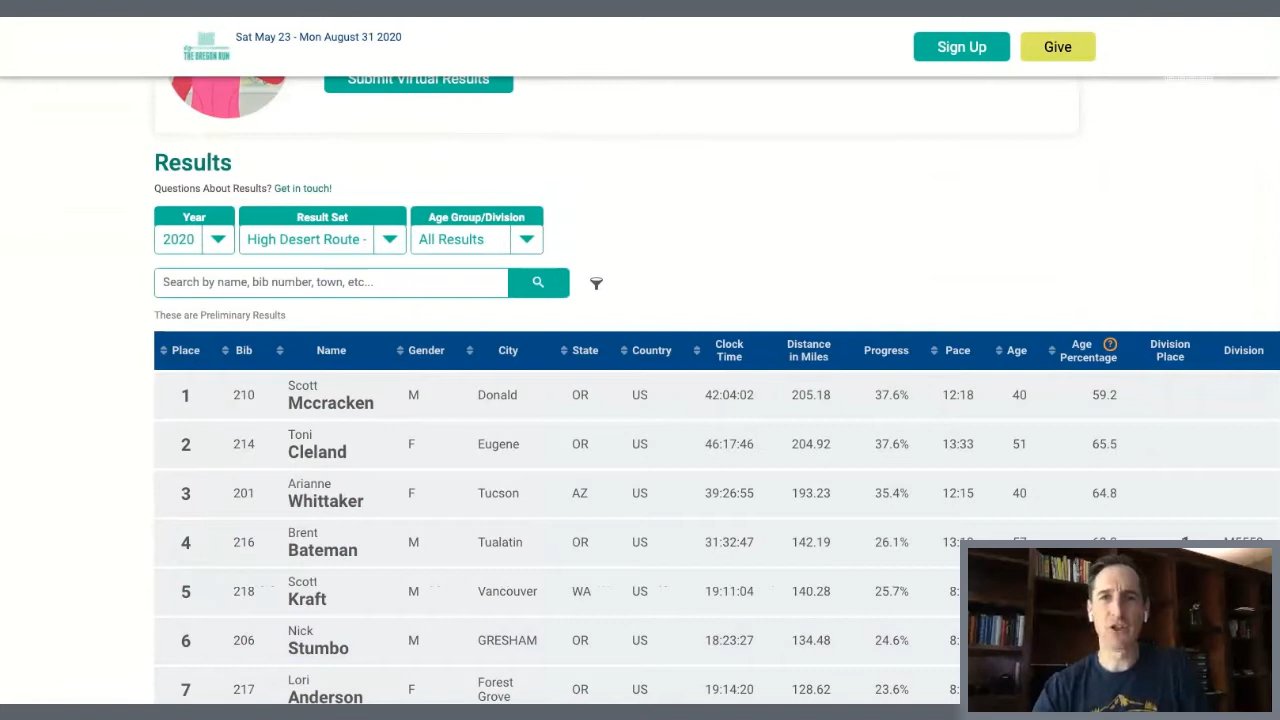 THE OREGON RUN
Sat May 23 - Mon August 31 2020
Sign Up
Give
Submit Virtual Results
Results
Questions About Results? Get in touch!
Year
Result Set
Age Group/Division
2020
High Desert Route -
All Results
Search by name, bib number, town, etc...
These are Preliminary Results
Place Bib Name Gender City State Country Clock Time Distance in Miles Progress Pace Age Age Percentage ? Division Place Division
1 210 Scott Mccracken M Donald OR US 42:04:02 205.18 37.6% 12:18 40 59.2
2 214 Toni Cleland F Eugene OR US 46:17:46 204.92 37.6% 13:33 51 65.5
3 201 Arianne Whittaker F Tucson AZ US 39:26:55 193.23 35.4% 12:15 40 64.8
4 216 Brent Bateman M Tualatin OR US 31:32:47 142.19 26.1%
5 218 Scott Kraft M Vancouver WA US 19:11:04 140.28 25.7% 8:
6 206 Nick Stumbo M GRESHAM OR US 18:23:27 134.48 24.6% 8:
7 217 Lori Anderson F Forest Grove OR US 19:14:20 128.62 23.6% 8: